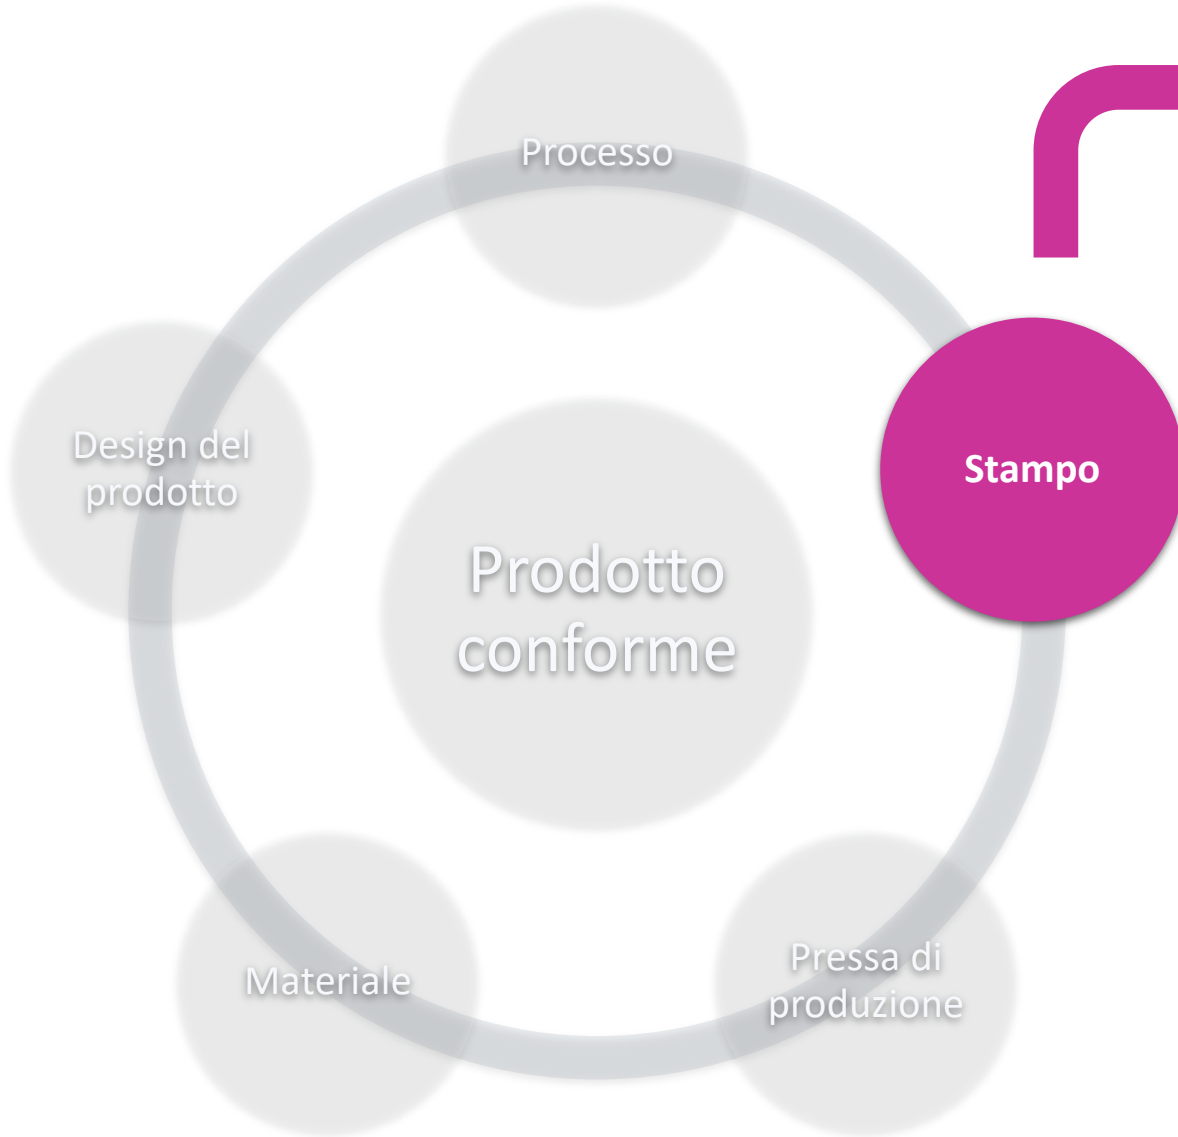 Processo
Design del
prodotto
Stampo
Prodotto
conforme
Materiale
Pressa di
produzione